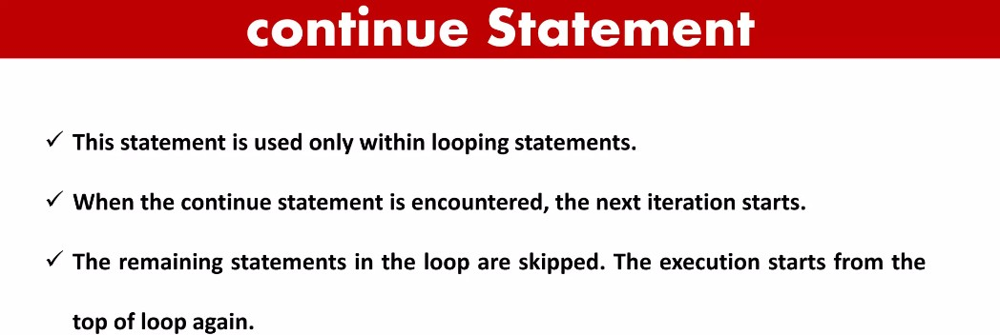 continue Statement
✓ This statement is used only within looping statements.
✓ When the continue statement is encountered, the next iteration starts.
✓ The remaining statements in the loop are skipped. The execution starts from the
top of loop again.